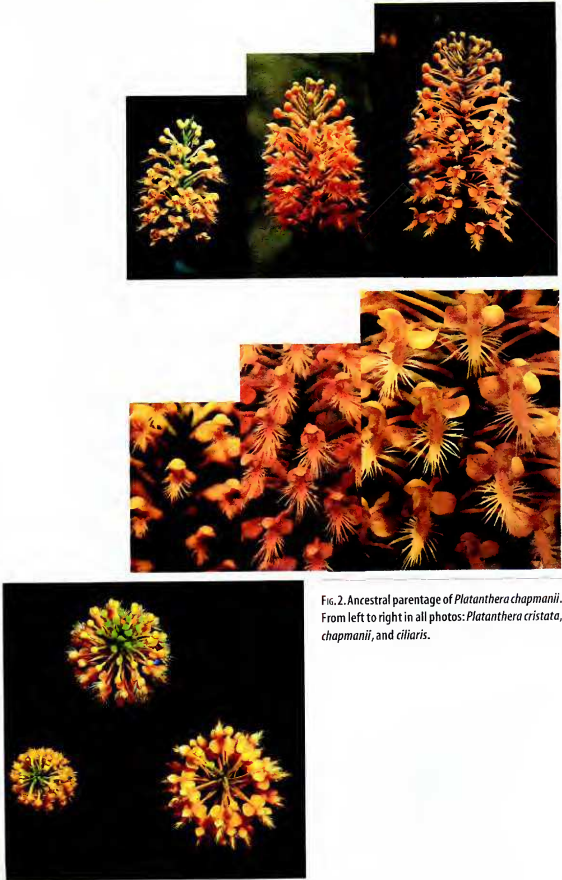 FIG. 2. Ancestral parentage of Platanthera chapmanii.
From left to right in all photos: Platanthera cristata,
chapmanii, and ciliaris.